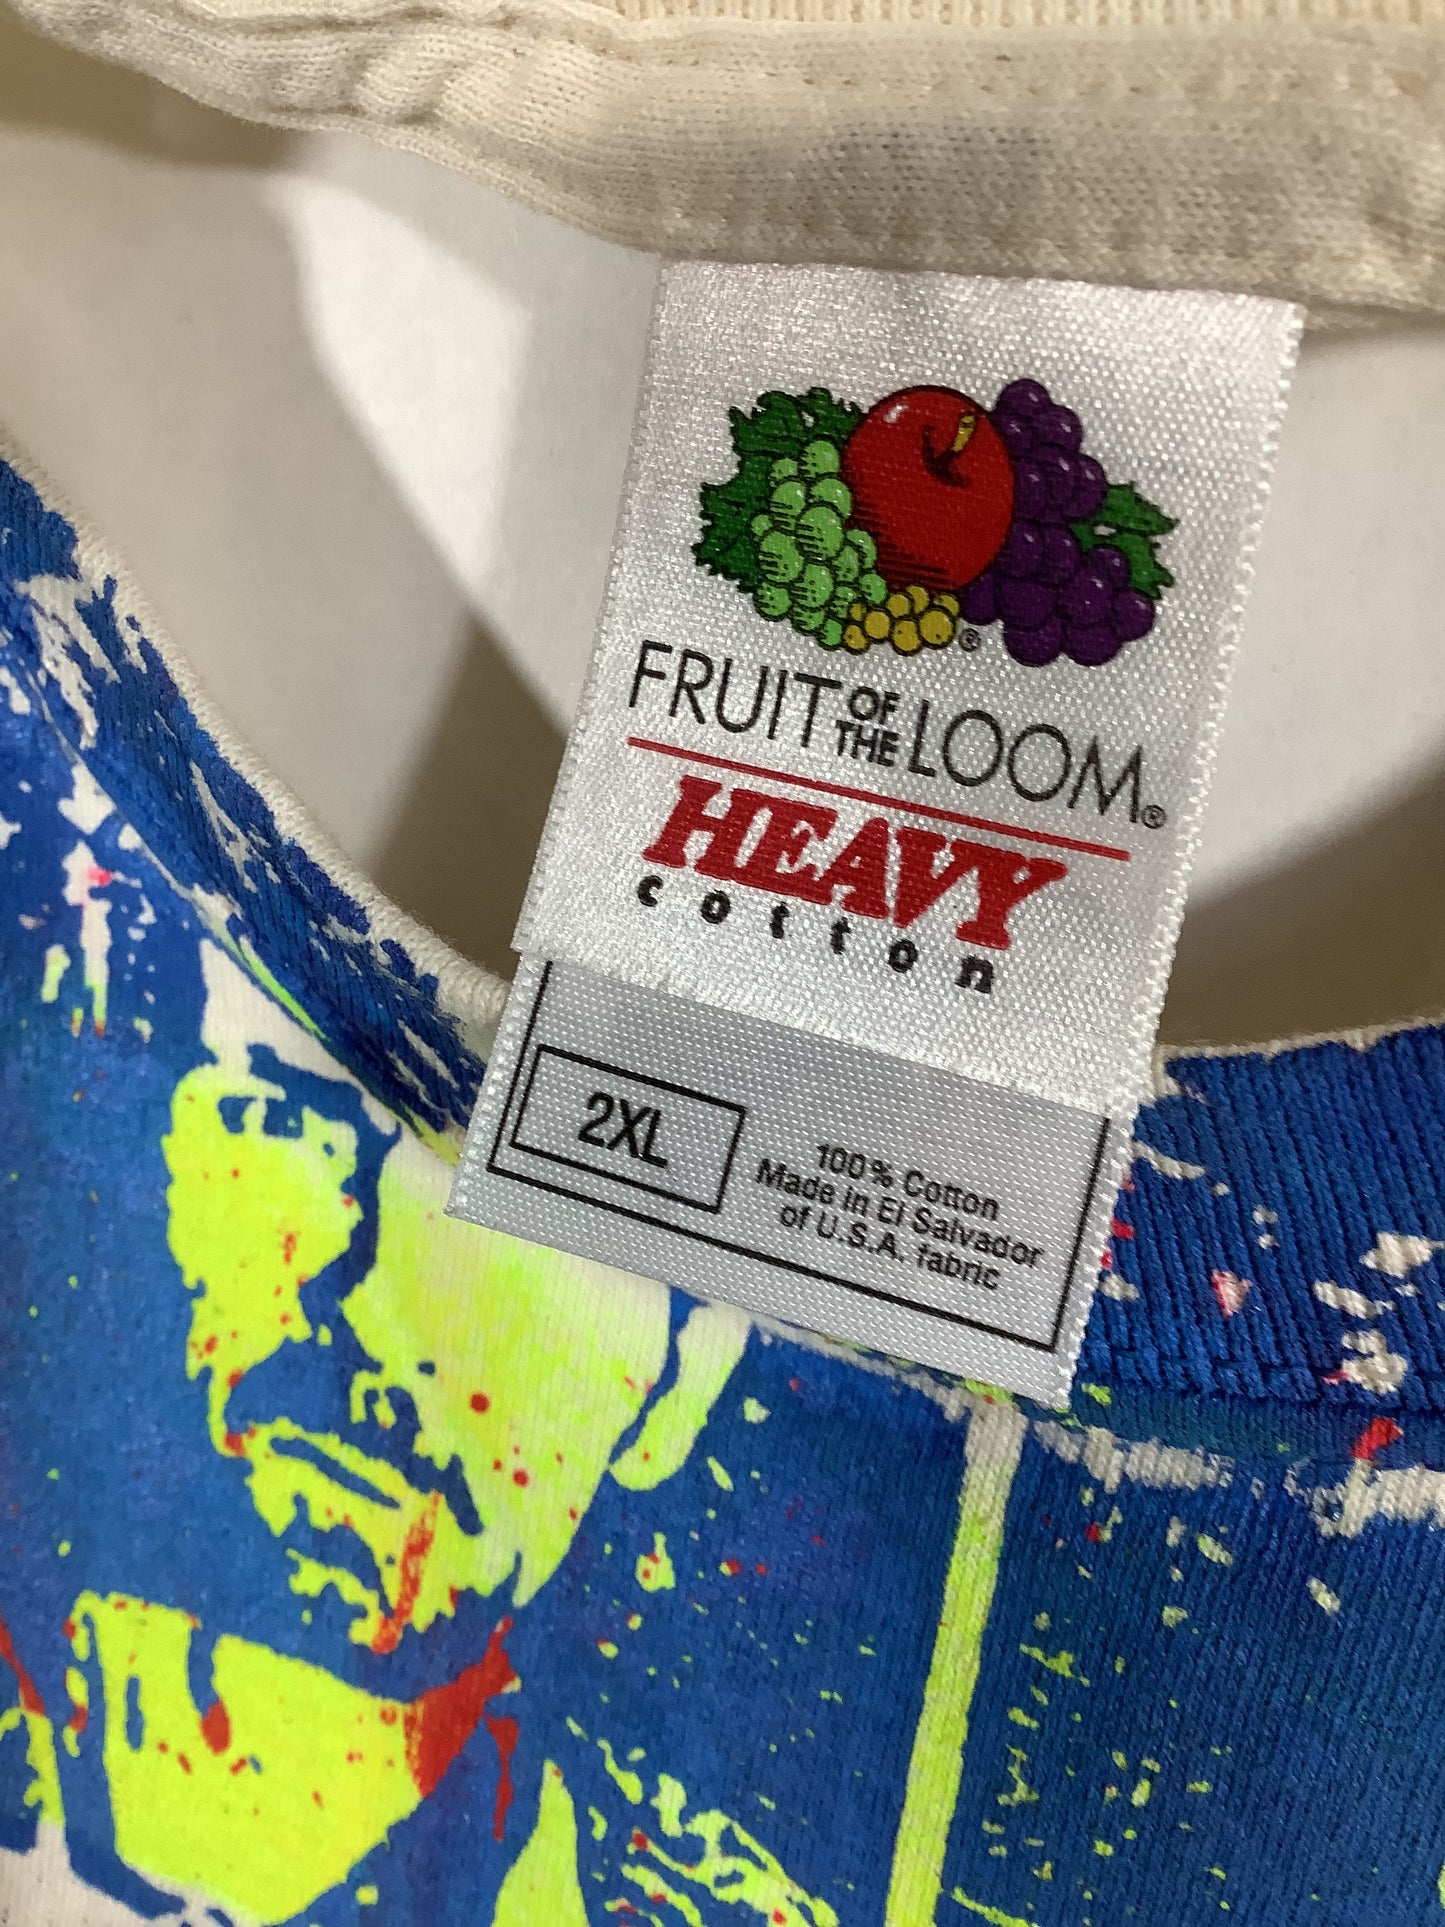 ®
FRUIT OF THE LOOM®
HEAVY
cotton
2XL
100% Cotton
Made in El Salvador
of U.S.A. fabric